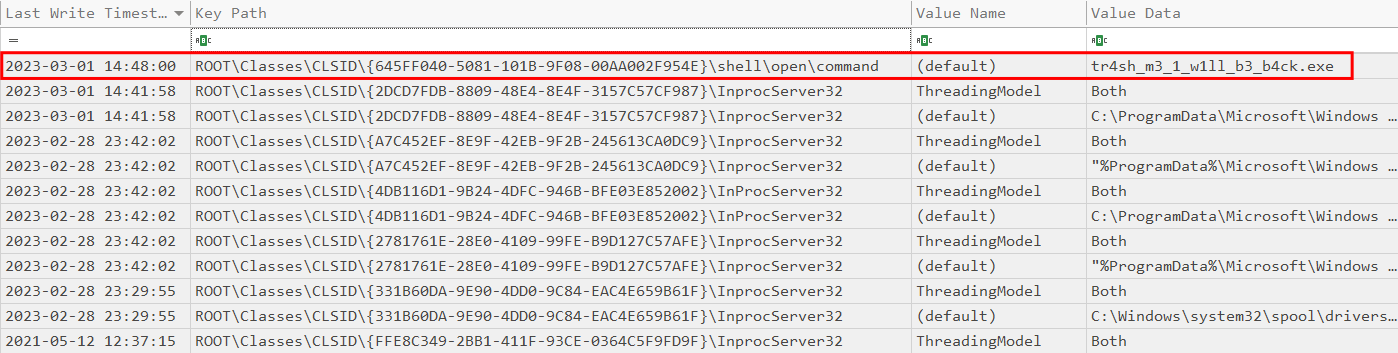 Last Write Timest… Key Path Value Name Value Data
= ABC ABC ABC
2023-03-01 14:48:00 ROOT\Classes\CLSID\{645FF040-5081-101B-9F08-00AA002F954E}\shell\open\command (default) tr4sh_m3_1_w1ll_b3_b4ck.exe
2023-03-01 14:41:58 ROOT\Classes\CLSID\{2DCD7FDB-8809-48E4-8E4F-3157C57CF987}\InprocServer32 ThreadingModel Both
2023-03-01 14:41:58 ROOT\Classes\CLSID\{2DCD7FDB-8809-48E4-8E4F-3157C57CF987}\InprocServer32 (default) C:\ProgramData\Microsoft\Windows …
2023-02-28 23:42:02 ROOT\Classes\CLSID\{A7C452EF-8E9F-42EB-9F2B-245613CA0DC9}\InprocServer32 ThreadingModel Both
2023-02-28 23:42:02 ROOT\Classes\CLSID\{A7C452EF-8E9F-42EB-9F2B-245613CA0DC9}\InprocServer32 (default) "%ProgramData%\Microsoft\Windows …
2023-02-28 23:42:02 ROOT\Classes\CLSID\{4DB116D1-9B24-4DFC-946B-BFE03E852002}\InProcServer32 ThreadingModel Both
2023-02-28 23:42:02 ROOT\Classes\CLSID\{4DB116D1-9B24-4DFC-946B-BFE03E852002}\InProcServer32 (default) C:\ProgramData\Microsoft\Windows …
2023-02-28 23:42:02 ROOT\Classes\CLSID\{2781761E-28E0-4109-99FE-B9D127C57AFE}\InprocServer32 ThreadingModel Both
2023-02-28 23:42:02 ROOT\Classes\CLSID\{2781761E-28E0-4109-99FE-B9D127C57AFE}\InprocServer32 (default) "%ProgramData%\Microsoft\Windows …
2023-02-28 23:29:55 ROOT\Classes\CLSID\{331B60DA-9E90-4DD0-9C84-EAC4E659B61F}\InprocServer32 ThreadingModel Both
2023-02-28 23:29:55 ROOT\Classes\CLSID\{331B60DA-9E90-4DD0-9C84-EAC4E659B61F}\InprocServer32 (default) C:\Windows\system32\spool\drivers…
2021-05-12 12:37:15 ROOT\Classes\CLSID\{FFE8C349-2BB1-411F-93CE-0364C5F9FD9F}\InprocServer32 ThreadingModel Both